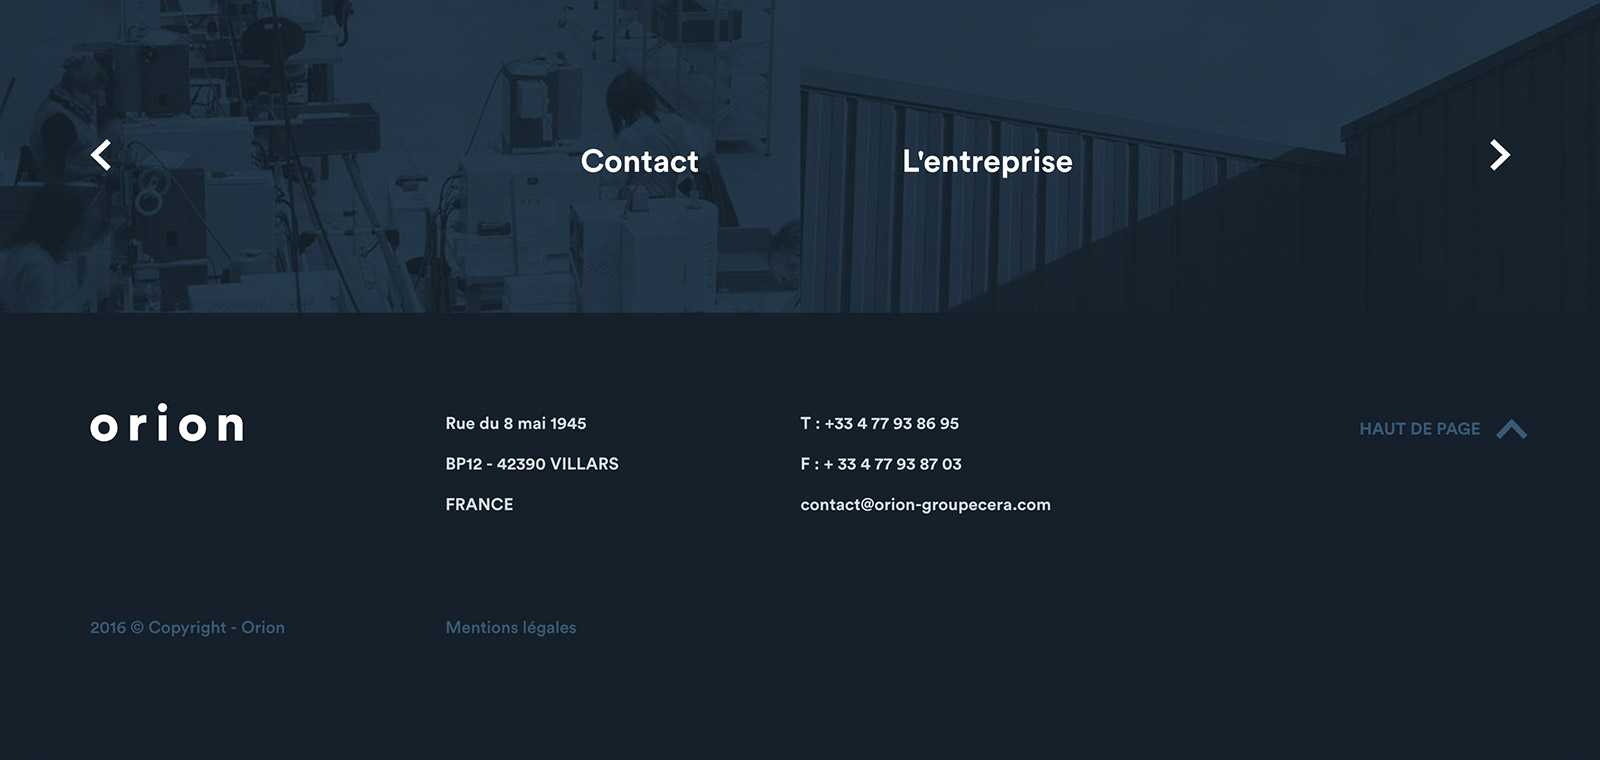 Contact
L'entreprise
orion
Rue du 8 mai 1945
BP12 - 42390 VILLARS
FRANCE
T : +33 4 77 93 86 95
F : + 33 4 77 93 87 03
contact@orion-groupecera.com
HAUT DE PAGE
2016 © Copyright - Orion
Mentions légales